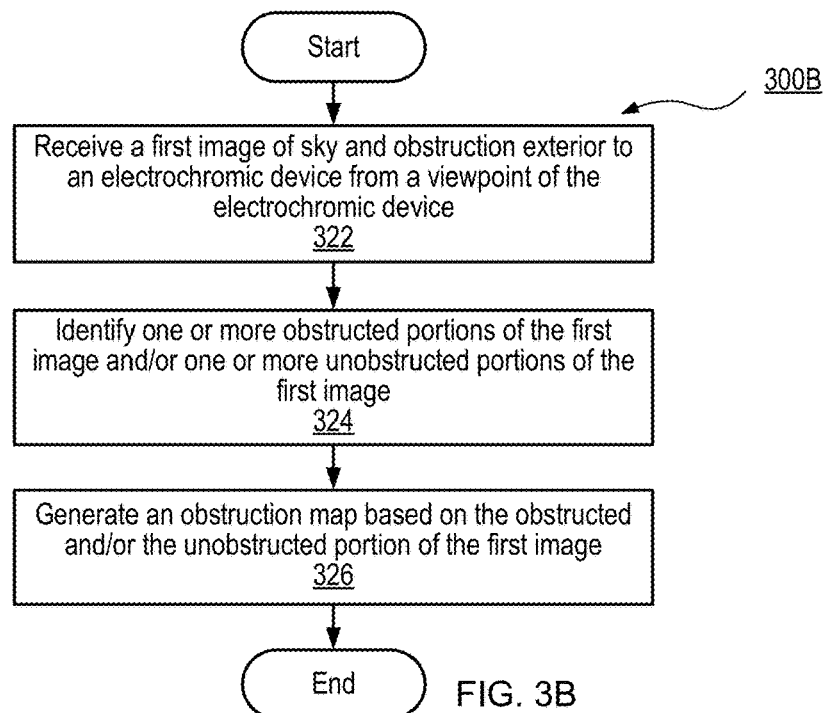 Start
300B
Receive a first image of sky and obstruction exterior to
an electrochromic device from a viewpoint of the
electrochromic device
322
Identify one or more obstructed portions of the first
image and/or one or more unobstructed portions of the
first image
324
Generate an obstruction map based on the obstructed
and/or the unobstructed portion of the first image
326
End
FIG. 3B